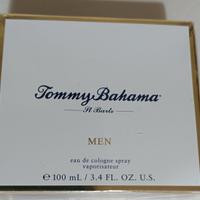 Tommy Bahama
St Barts
MEN
eau de cologne spray
vaporisateur
℮ 100 mL / 3.4 FL. OZ. U.S.